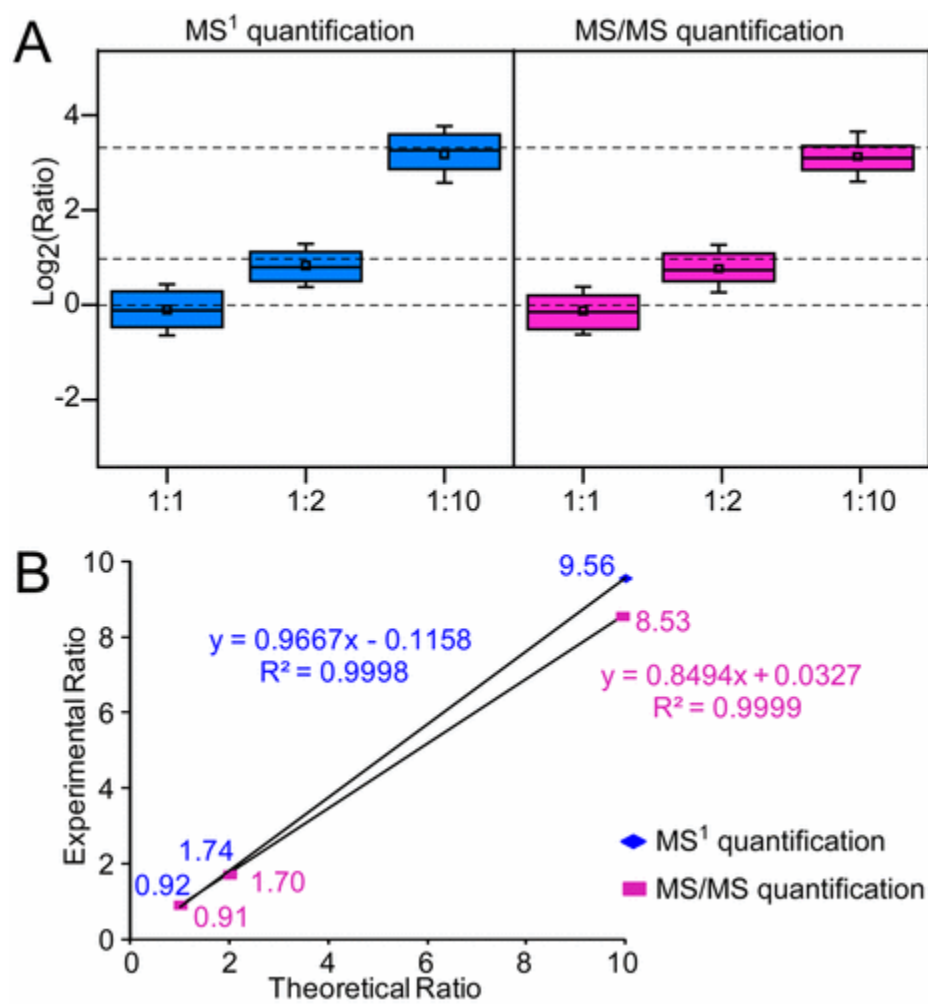 A
MS¹ quantification MS/MS quantification
Log₂(Ratio)
4
2
0
-2
1:1 1:2 1:10 1:1 1:2 1:10
B
Experimental Ratio
10
8
6
4
2
0
9.56
8.53
y = 0.9667x - 0.1158
R² = 0.9998
y = 0.8494x + 0.0327
R² = 0.9999
1.74
1.70
0.92
0.91
MS¹ quantification
MS/MS quantification
0 2 4 6 8 10
Theoretical Ratio